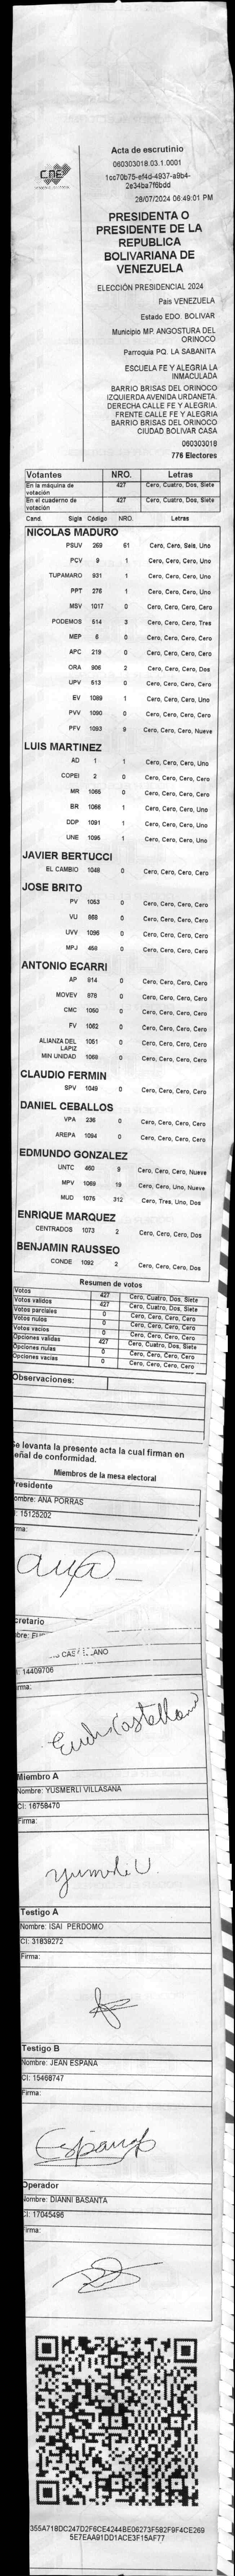 CNE
Acta de escrutinio
060303018.03.1.0001
1cc70b75-ef4d-4937-a9b4-
2e34ba7f6bdd
28/07/2024 06:49:01 PM
PRESIDENTA O
PRESIDENTE DE LA
REPUBLICA
BOLIVARIANA DE
VENEZUELA
ELECCIÓN PRESIDENCIAL 2024
País VENEZUELA
Estado EDO. BOLIVAR
Municipio MP. ANGOSTURA DEL
ORINOCO
Parroquia PQ. LA SABANITA
ESCUELA FE Y ALEGRIA LA
INMACULADA
BARRIO BRISAS DEL ORINOCO
IZQUIERDA AVENIDA URDANETA.
DERECHA CALLE FE Y ALEGRIA.
FRENTE CALLE FE Y ALEGRIA
BARRIO BRISAS DEL ORINOCO
CIUDAD BOLIVAR CASA
060303018
776 Electores
Votantes NRO. Letras
En la máquina de votación 427 Cero, Cuatro, Dos, Siete
En el cuaderno de votación 427 Cero, Cuatro, Dos, Siete
Cand. Sigla Código NRO. Letras
NICOLAS MADURO
PSUV 269 61 Cero, Cero, Seis, Uno
PCV 9 1 Cero, Cero, Cero, Uno
TUPAMARO 931 1 Cero, Cero, Cero, Uno
PPT 276 1 Cero, Cero, Cero, Uno
MSV 1017 0 Cero, Cero, Cero, Cero
PODEMOS 514 3 Cero, Cero, Cero, Tres
MEP 6 0 Cero, Cero, Cero, Cero
APC 219 0 Cero, Cero, Cero, Cero
ORA 906 2 Cero, Cero, Cero, Dos
UPV 513 0 Cero, Cero, Cero, Cero
EV 1089 1 Cero, Cero, Cero, Uno
PVV 1090 0 Cero, Cero, Cero, Cero
PFV 1093 9 Cero, Cero, Cero, Nueve
LUIS MARTINEZ
AD 1 1 Cero, Cero, Cero, Uno
COPEI 2 0 Cero, Cero, Cero, Cero
MR 1065 0 Cero, Cero, Cero, Cero
BR 1066 1 Cero, Cero, Cero, Uno
DDP 1091 1 Cero, Cero, Cero, Uno
UNE 1095 1 Cero, Cero, Cero, Uno
JAVIER BERTUCCI
EL CAMBIO 1048 0 Cero, Cero, Cero, Cero
JOSE BRITO
PV 1053 0 Cero, Cero, Cero, Cero
VU 868 0 Cero, Cero, Cero, Cero
UVV 1096 0 Cero, Cero, Cero, Cero
MPJ 458 0 Cero, Cero, Cero, Cero
ANTONIO ECARRI
AP 914 0 Cero, Cero, Cero, Cero
MOVEV 878 0 Cero, Cero, Cero, Cero
CMC 1050 0 Cero, Cero, Cero, Cero
FV 1062 0 Cero, Cero, Cero, Cero
ALIANZA DEL LAPIZ 1051 0 Cero, Cero, Cero, Cero
MIN UNIDAD 1068 0 Cero, Cero, Cero, Cero
CLAUDIO FERMIN
SPV 1049 0 Cero, Cero, Cero, Cero
DANIEL CEBALLOS
VPA 236 0 Cero, Cero, Cero, Cero
AREPA 1094 0 Cero, Cero, Cero, Cero
EDMUNDO GONZALEZ
UNTC 460 9 Cero, Cero, Cero, Nueve
MPV 1069 19 Cero, Cero, Uno, Nueve
MUD 1075 312 Cero, Tres, Uno, Dos
ENRIQUE MARQUEZ
CENTRADOS 1073 2 Cero, Cero, Cero, Dos
BENJAMIN RAUSSEO
CONDE 1092 2 Cero, Cero, Cero, Dos
Resumen de votos
Votos 427 Cero, Cuatro, Dos, Siete
Votos validos 427 Cero, Cuatro, Dos, Siete
Votos parciales 0 Cero, Cero, Cero, Cero
Votos nulos 0 Cero, Cero, Cero, Cero
Votos vacios 0 Cero, Cero, Cero, Cero
Opciones validas 427 Cero, Cuatro, Dos, Siete
Opciones nulas 0 Cero, Cero, Cero, Cero
Opciones vacias 0 Cero, Cero, Cero, Cero
Observaciones:
Se levanta la presente acta la cual firman en
eñal de conformidad.
Miembros de la mesa electoral
Presidente
ombre: ANA PORRAS
: 15125202
rma:
cretario
CASTELLANO
: 14409706
irma:
Miembro A
Nombre: YUSMERLI VILLASANA
CI: 16758470
Firma:
Testigo A
Nombre: ISAI PERDOMO
CI: 31839272
Firma:
Testigo B
Nombre: JEAN ESPAÑA
CI: 15468747
Firma:
España
Operador
Nombre: DIANNI BASANTA
CI: 17045496
Firma:
355A71BDC247D2F6CE4244BE06273F582F9F4CE269
5E7EAA91DD1ACE3F15AF77